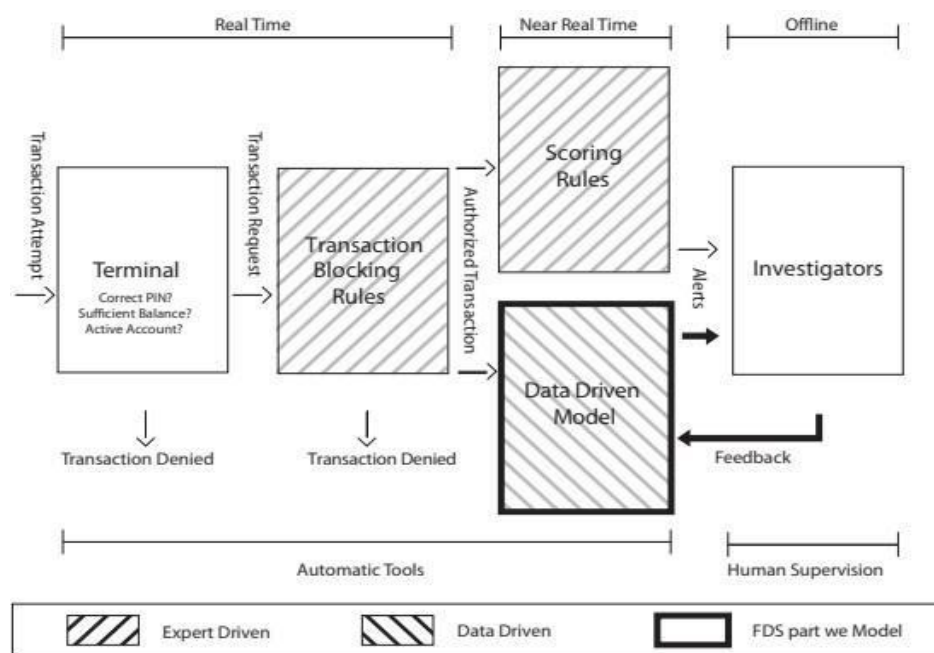 Real Time
Near Real Time
Offline
Transaction Attempt
Terminal
Correct PIN?
Sufficient Balance?
Active Account?
Transaction Request
Transaction
Blocking
Rules
Authorized Transaction
Scoring
Rules
Data Driven
Model
Alerts
Investigators
Feedback
Transaction Denied
Transaction Denied
Automatic Tools
Human Supervision
Expert Driven
Data Driven
FDS part we Model